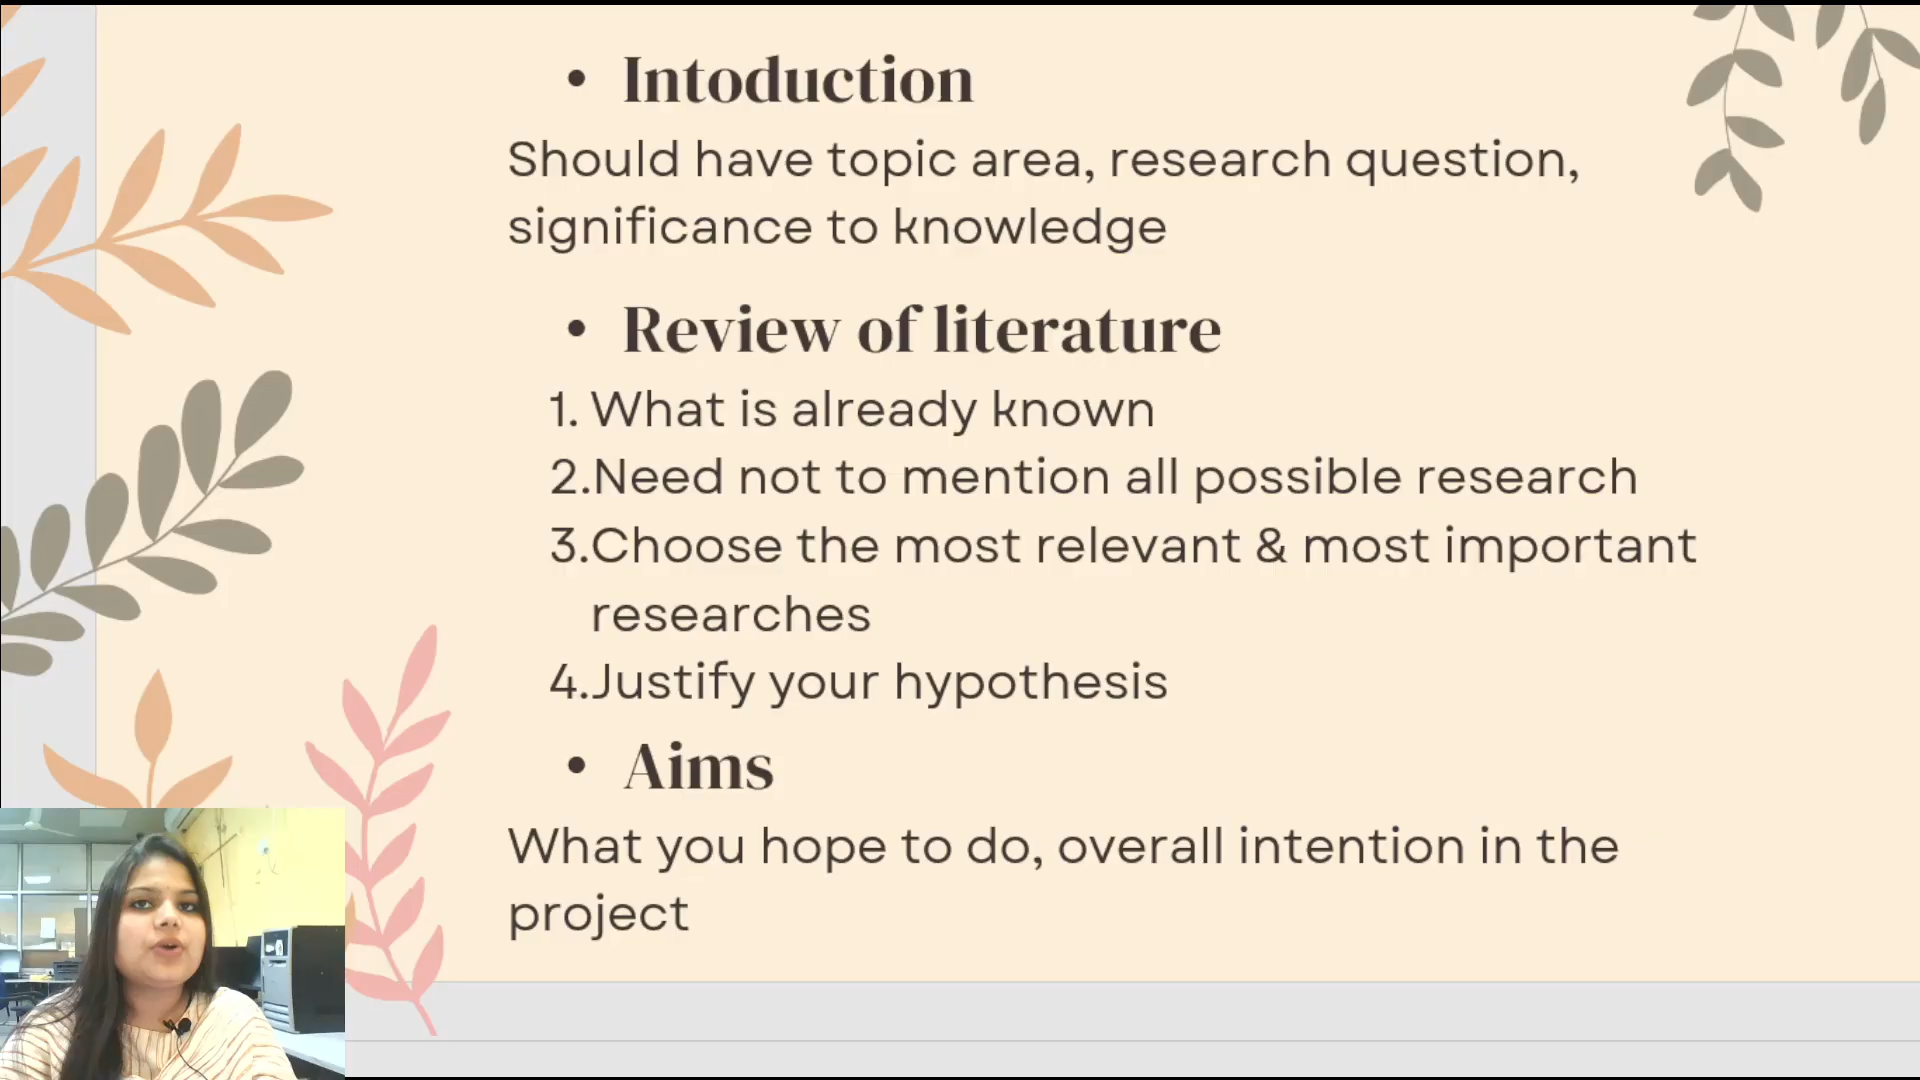 • Intoduction
Should have topic area, research question,
significance to knowledge
• Review of literature
1. What is already known
2.Need not to mention all possible research
3.Choose the most relevant & most important
researches
4.Justify your hypothesis
• Aims
What you hope to do, overall intention in the
project